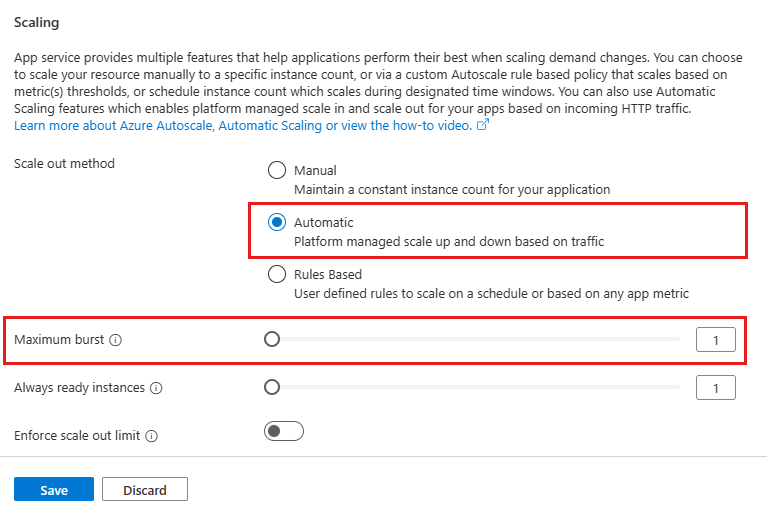 Scaling
App service provides multiple features that help applications perform their best when scaling demand changes. You can choose
to scale your resource manually to a specific instance count, or via a custom Autoscale rule based policy that scales based on
metric(s) thresholds, or schedule instance count which scales during designated time windows. You can also use Automatic
Scaling features which enables platform managed scale in and scale out for your apps based on incoming HTTP traffic.
Learn more about Azure Autoscale, Automatic Scaling or view the how-to video.
Scale out method
Manual
Maintain a constant instance count for your application
Automatic
Platform managed scale up and down based on traffic
Rules Based
User defined rules to scale on a schedule or based on any app metric
Maximum burst 1
Always ready instances 1
Enforce scale out limit
Save Discard